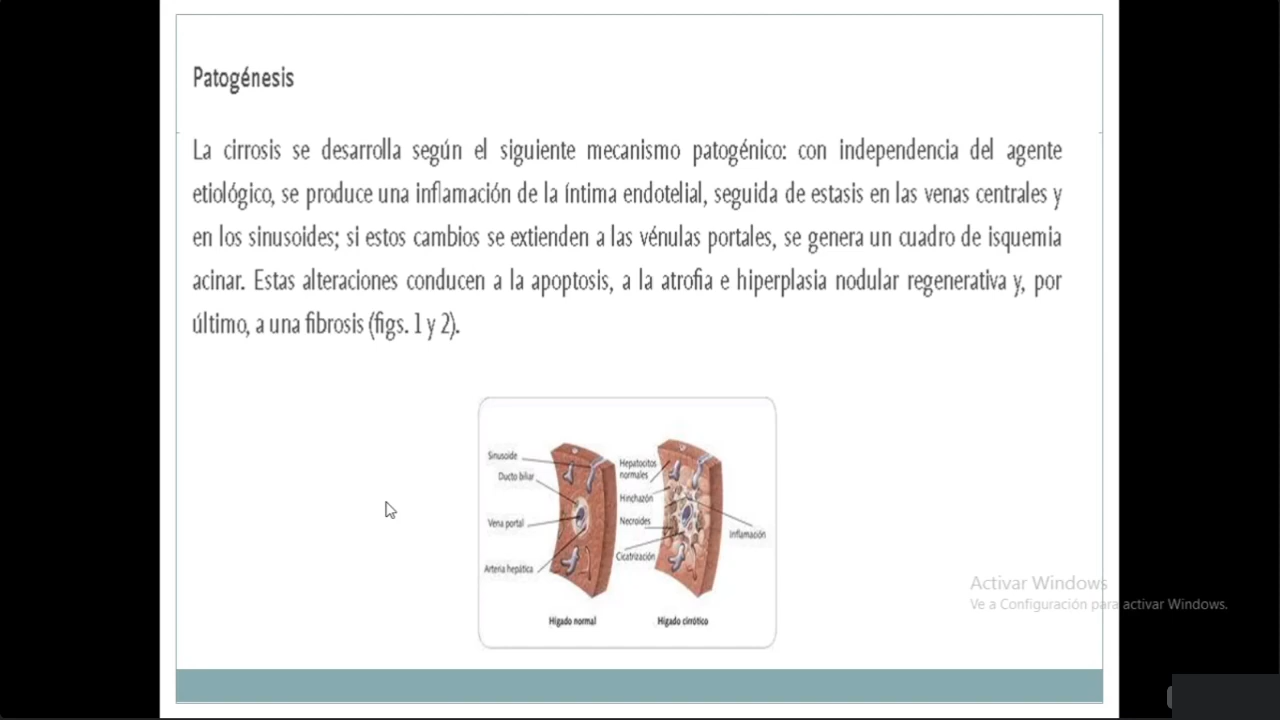 Patogénesis
La cirrosis se desarrolla según el siguiente mecanismo patogénico: con independencia del agente
etiológico, se produce una inflamación de la íntima endotelial, seguida de estasis en las venas centrales y
en los sinusoides; si estos cambios se extienden a las vénulas portales, se genera un cuadro de isquemia
acinar. Estas alteraciones conducen a la apoptosis, a la atrofia e hiperplasia nodular regenerativa y, por
último, a una fibrosis (figs. 1 y 2).
Sinusoide
Ducto biliar
Vena portal
Arteria hepática
Hígado normal
Hepatocitos
normales
Hinchazón
Necroides
Cicatrización
Inflamación
Hígado cirrótico
Activar Windows
Ve a Configuración para activar Windows.